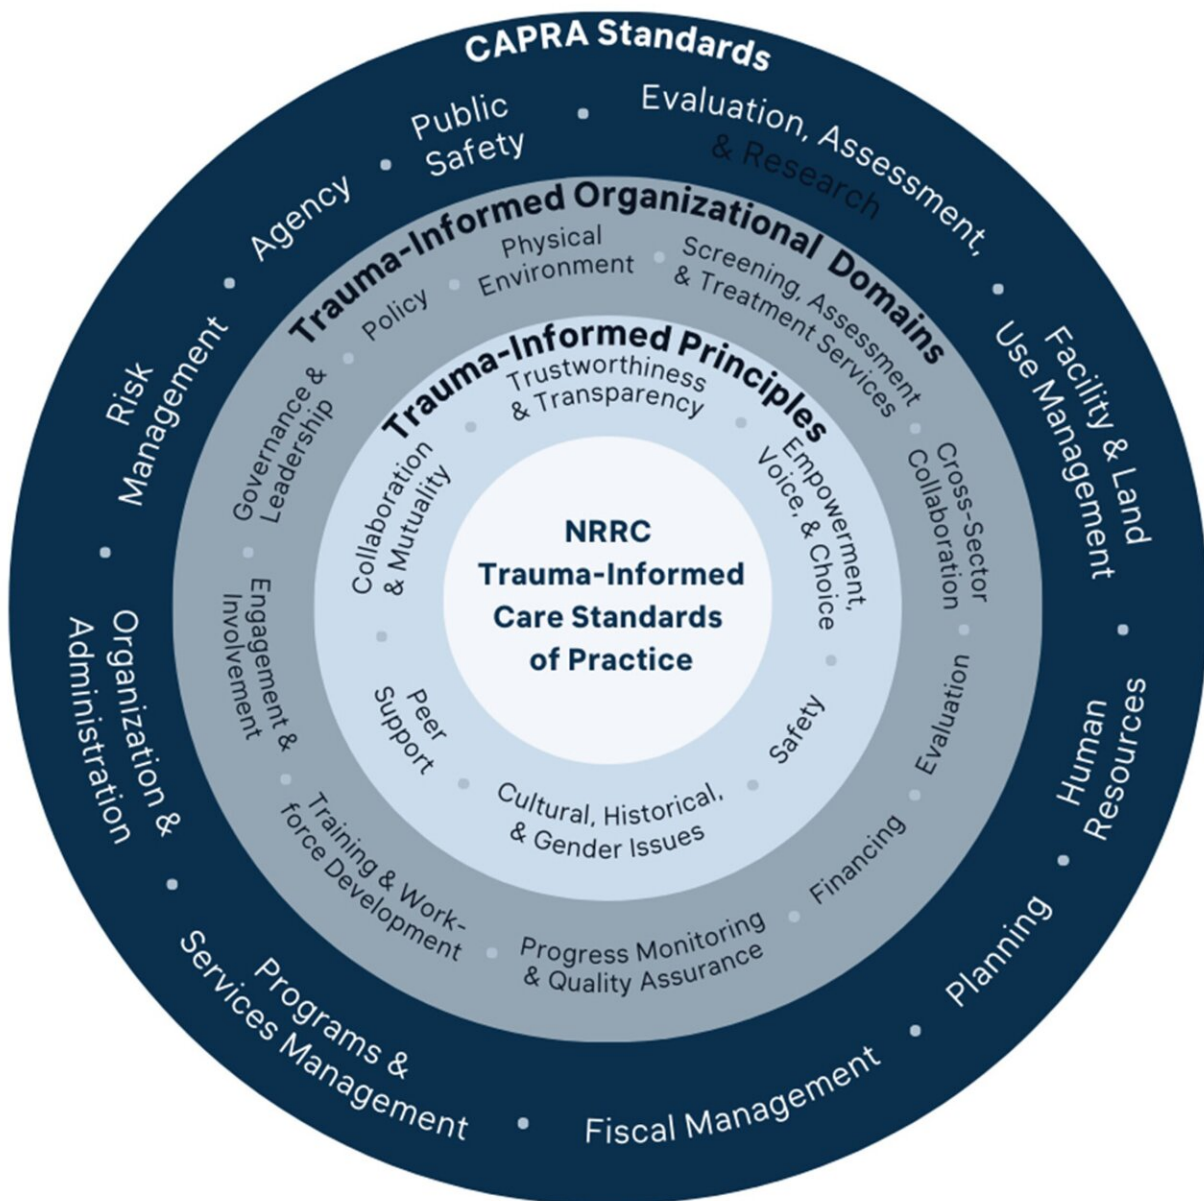 CAPRA Standards
Evaluation, Assessment,
& Research
Facility & Land
Use Management
Human
Resources
Planning
Fiscal Management
Programs &
Services Management
Organization &
Administration
Risk
Management
Agency
Public
Safety
Trauma-Informed Organizational Domains
Physical
Environment
Screening, Assessment
& Treatment Services
Cross-Sector
Collaboration
Evaluation
Financing
Progress Monitoring
& Quality Assurance
Training & Work-
force Development
Engagement &
Involvement
Governance &
Leadership
Policy
Trauma-Informed Principles
Trustworthiness
& Transparency
Empowerment,
Voice, & Choice
Safety
Cultural, Historical,
& Gender Issues
Peer
Support
Collaboration
& Mutuality
NRRC
Trauma-Informed
Care Standards
of Practice